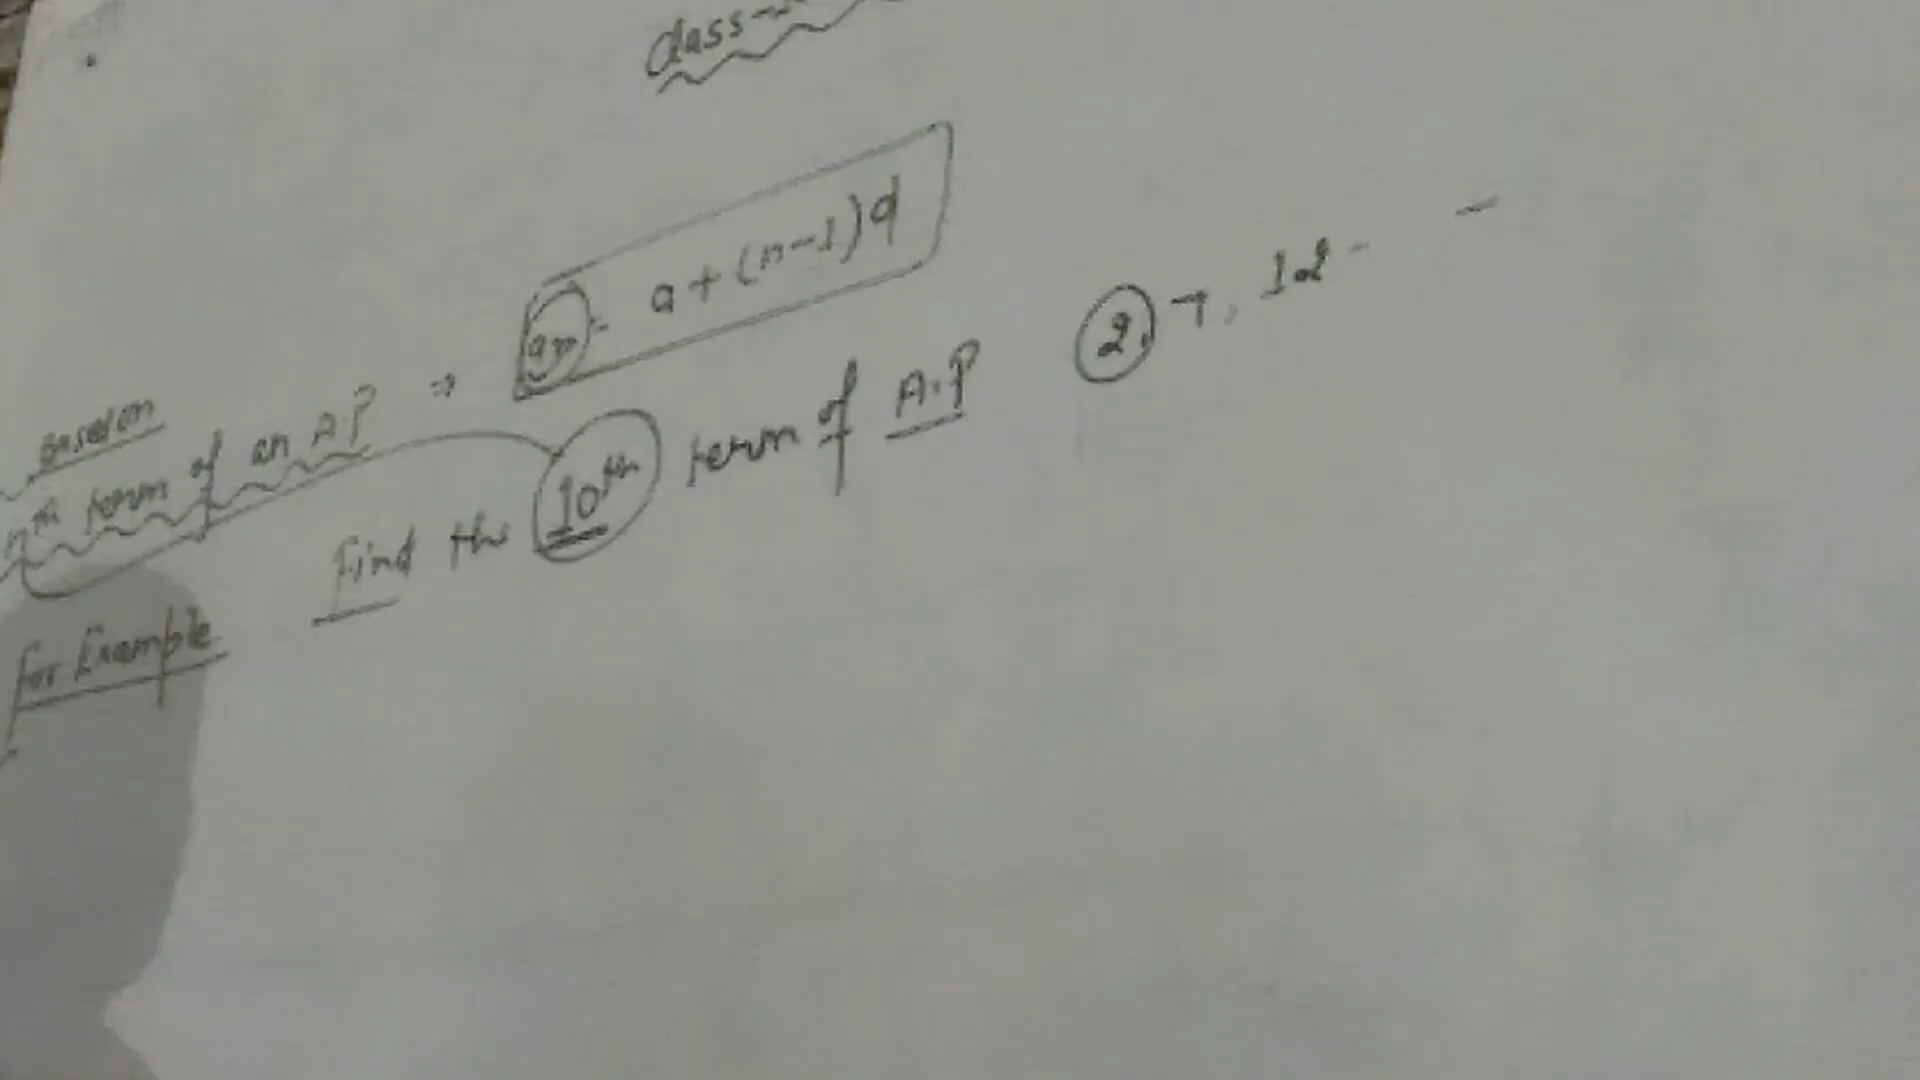 class-
Based on
nth term of an A.P ⇒ an = a+(n-1)d
For Example Find the 10th term of A.P 2, 7, 12 - -